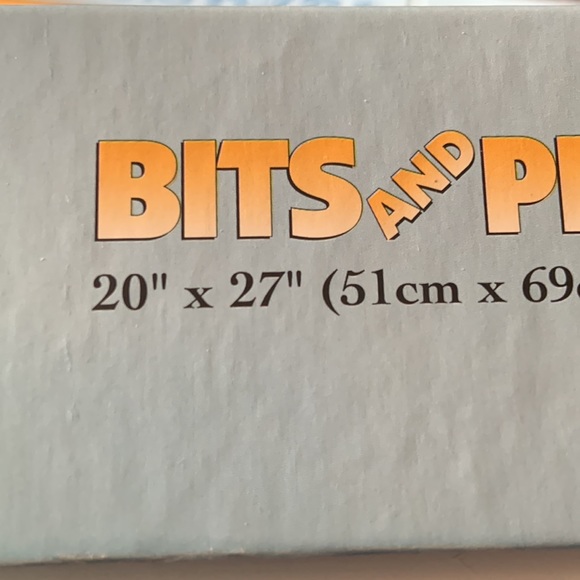 BITS AND P
20" x 27" (51cm x 69